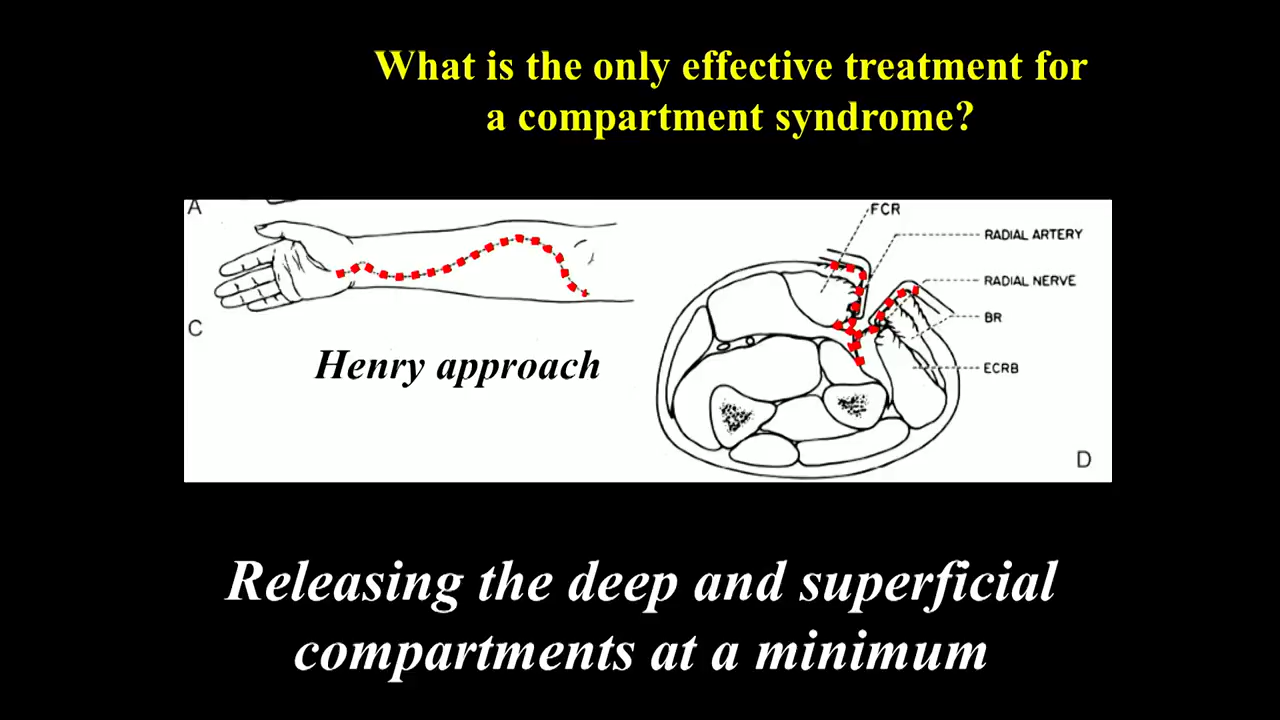 What is the only effective treatment for
a compartment syndrome?
A
FCR
RADIAL ARTERY
RADIAL NERVE
BR
C
Henry approach
ECRB
D
Releasing the deep and superficial
compartments at a minimum